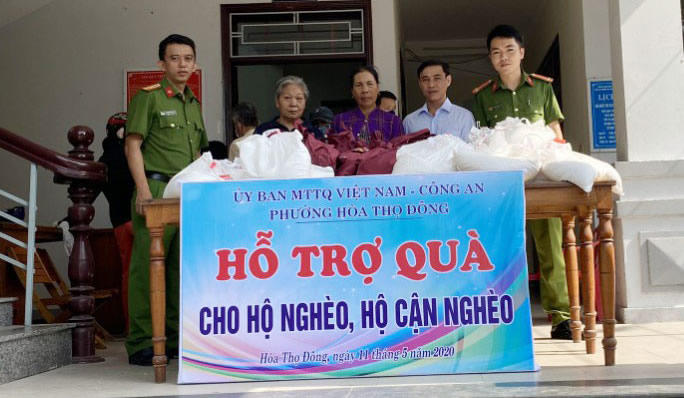 ỦY BAN MTTQ VIỆT NAM - CÔNG AN
PHƯỜNG HÒA THỌ ĐÔNG
HỖ TRỢ QUÀ
CHO HỘ NGHÈO, HỘ CẬN NGHÈO
Hòa Thọ Đông, ngày 11 tháng 5 năm 2020
LỊCH